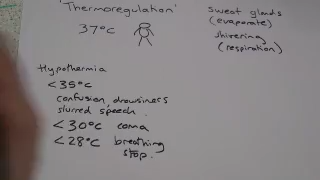 'Thermoregulation'
37°C
sweat glands
(evaporate)
shivering
(respiration)
Hypothermia
<35°C
confusion, drowsiness
slurred speech.
<30°C coma
<28°C breathing
stop.